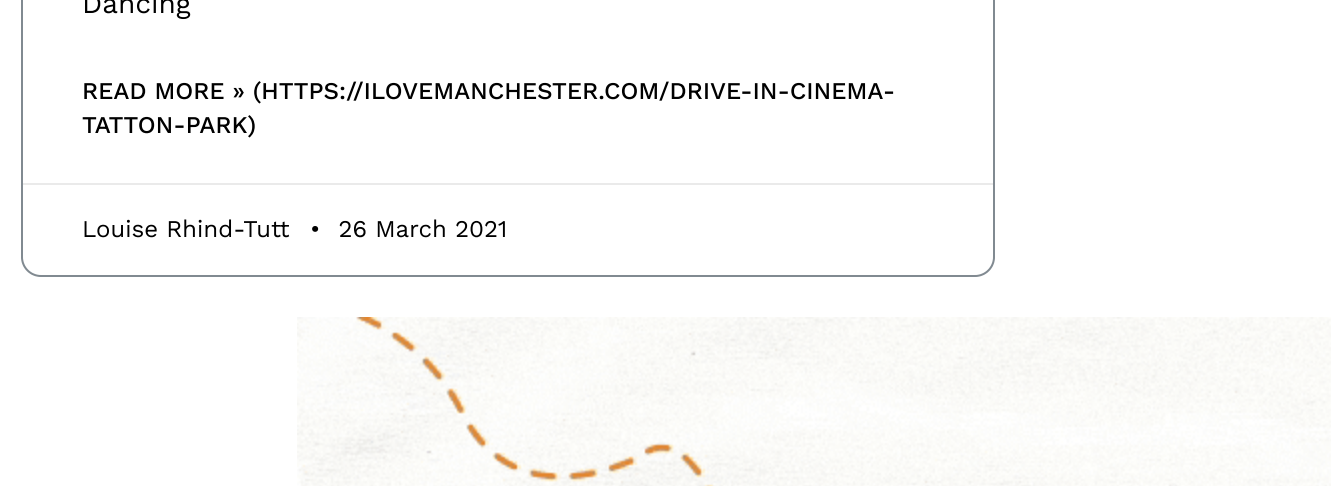 Dancing
READ MORE » (HTTPS://ILOVEMANCHESTER.COM/DRIVE-IN-CINEMA-
TATTON-PARK)
Louise Rhind-Tutt • 26 March 2021